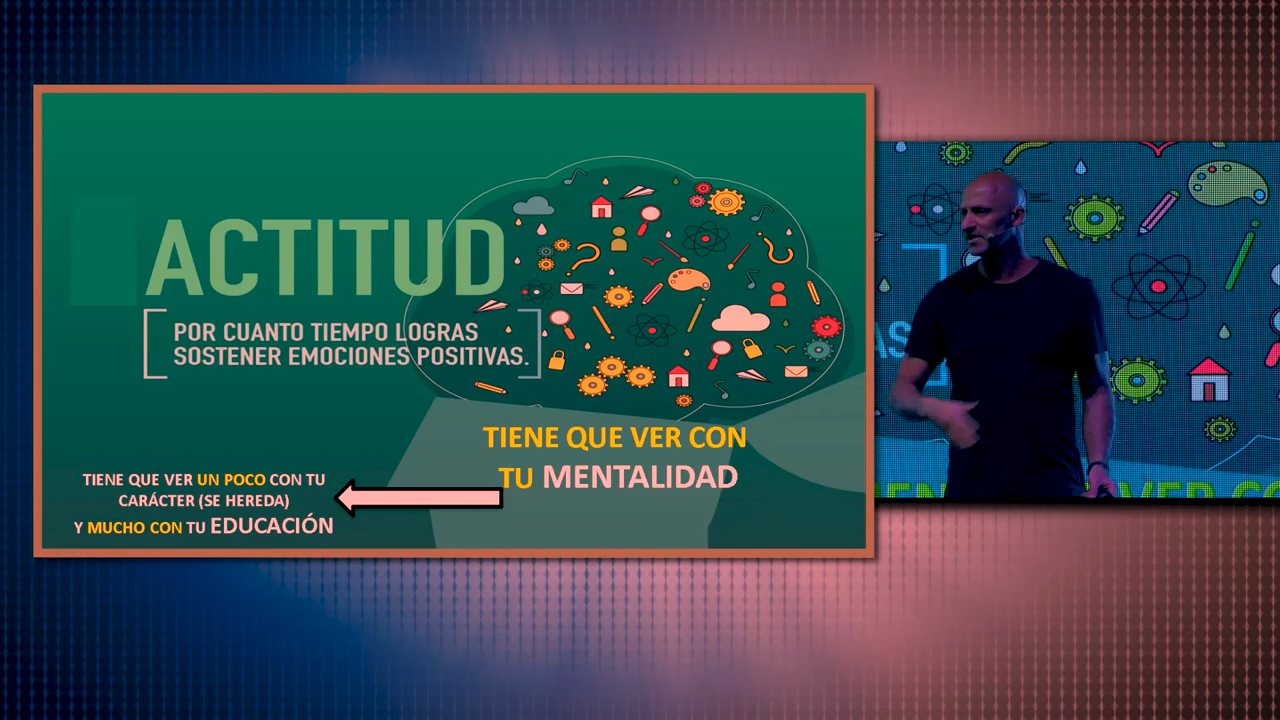 ACTITUD
POR CUANTO TIEMPO LOGRAS
SOSTENER EMOCIONES POSITIVAS.
TIENE QUE VER CON
TU MENTALIDAD
TIENE QUE VER UN POCO CON TU
CARÁCTER (SE HEREDA)
Y MUCHO CON TU EDUCACIÓN
AS